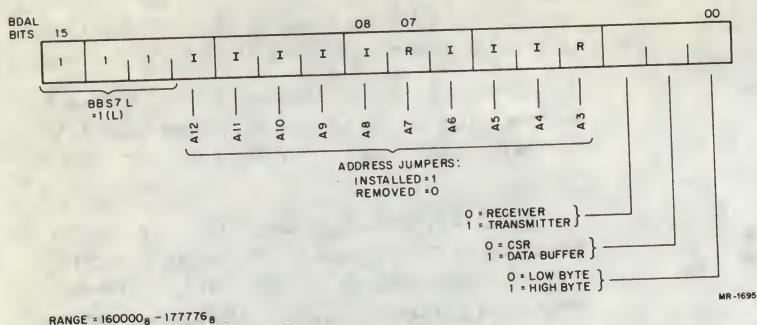 BDAL
BITS
15 08 07 00
1 1 1 I I I I I R I I I R
BBS7 L
=1(L)
A12 A11 A10 A9 A8 A7 A6 A5 A4 A3
ADDRESS JUMPERS:
INSTALLED=1
REMOVED =0
0 = RECEIVER
1 = TRANSMITTER
0 = CSR
1 = DATA BUFFER
0 = LOW BYTE
1 = HIGH BYTE
MR-1695
RANGE = 160000₈ - 177776₈